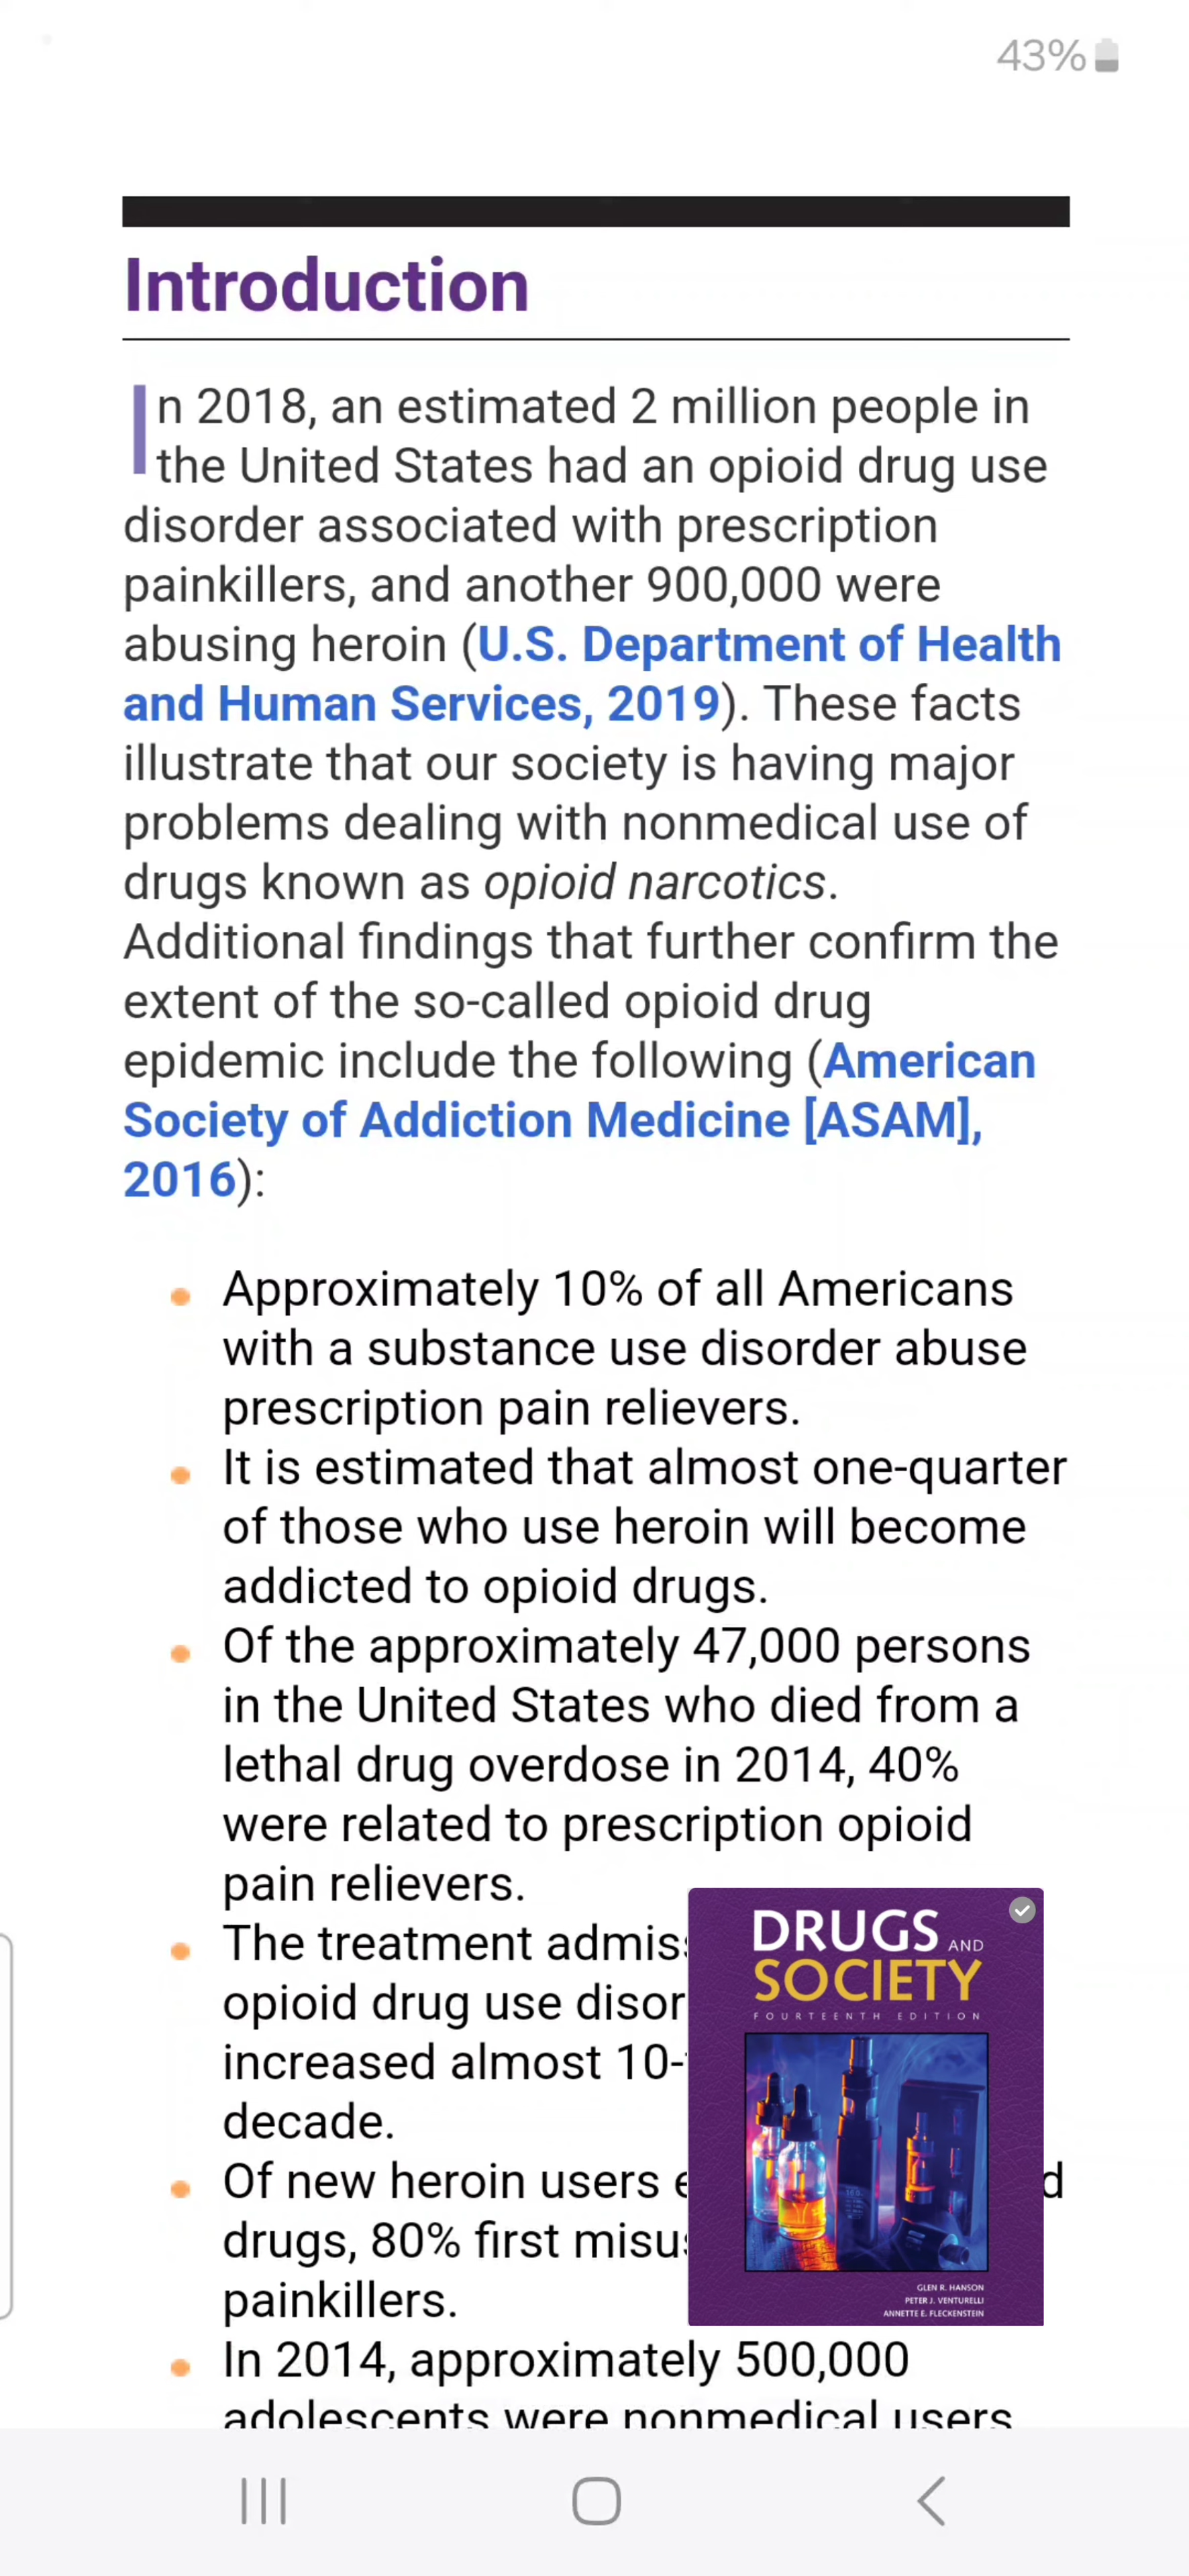 43%
Introduction
In 2018, an estimated 2 million people in
the United States had an opioid drug use
disorder associated with prescription
painkillers, and another 900,000 were
abusing heroin (U.S. Department of Health
and Human Services, 2019). These facts
illustrate that our society is having major
problems dealing with nonmedical use of
drugs known as opioid narcotics.
Additional findings that further confirm the
extent of the so-called opioid drug
epidemic include the following (American
Society of Addiction Medicine [ASAM],
2016):
Approximately 10% of all Americans
with a substance use disorder abuse
prescription pain relievers.
It is estimated that almost one-quarter
of those who use heroin will become
addicted to opioid drugs.
Of the approximately 47,000 persons
in the United States who died from a
lethal drug overdose in 2014, 40%
were related to prescription opioid
pain relievers.
The treatment
opioid drug use
increased almost 10-
decade.
Of new heroin users
drugs, 80% first
painkillers.
In 2014, approximately 500,000
adolescents were nonmedical users
DRUGS AND
SOCIETY
FOURTEENTH EDITION
GLEN R. HANSON
PETER J. VENTURELLI
ANNETTE E. FLECKENSTEIN